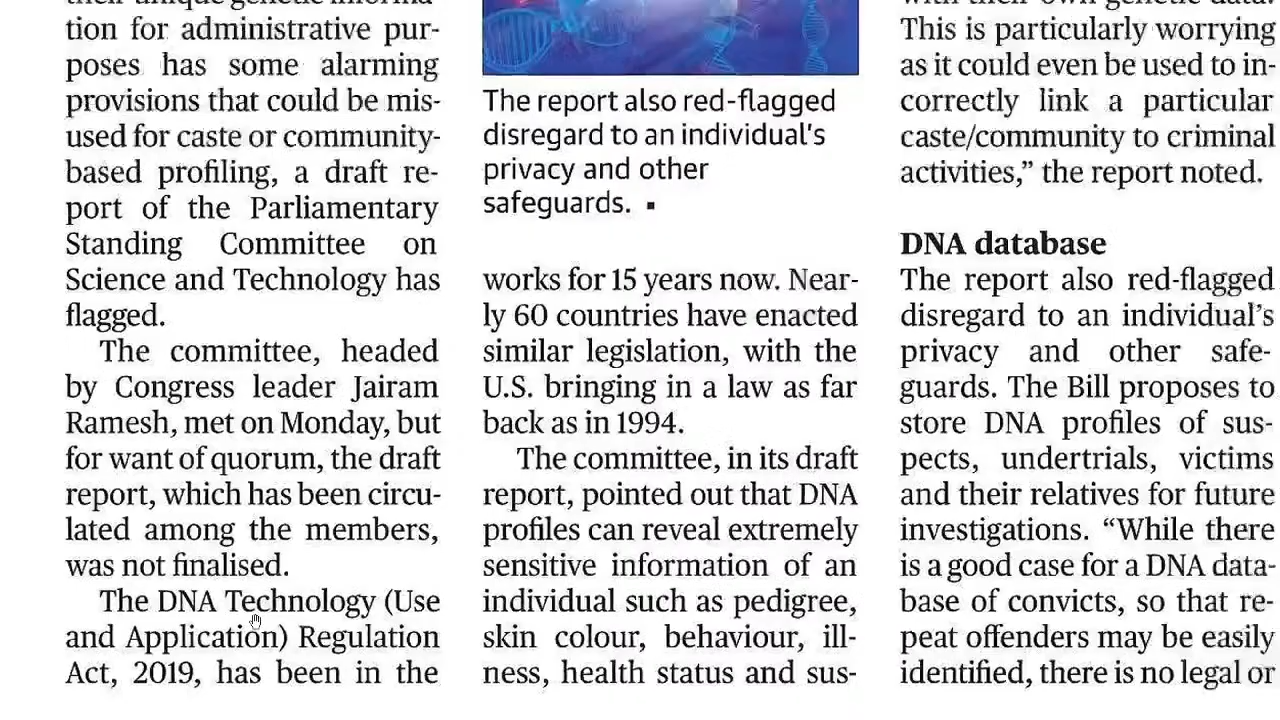 their unique genetic informa-
tion for administrative pur-
poses has some alarming
provisions that could be mis-
used for caste or community-
based profiling, a draft re-
port of the Parliamentary
Standing Committee on
Science and Technology has
flagged.
The committee, headed
by Congress leader Jairam
Ramesh, met on Monday, but
for want of quorum, the draft
report, which has been circu-
lated among the members,
was not finalised.
The DNA Technology (Use
and Application) Regulation
Act, 2019, has been in the
The report also red-flagged
disregard to an individual's
privacy and other
safeguards. ▪
works for 15 years now. Near-
ly 60 countries have enacted
similar legislation, with the
U.S. bringing in a law as far
back as in 1994.
The committee, in its draft
report, pointed out that DNA
profiles can reveal extremely
sensitive information of an
individual such as pedigree,
skin colour, behaviour, ill-
ness, health status and sus-
with their own genetic data.
This is particularly worrying
as it could even be used to in-
correctly link a particular
caste/community to criminal
activities,” the report noted.
DNA database
The report also red-flagged
disregard to an individual’s
privacy and other safe-
guards. The Bill proposes to
store DNA profiles of sus-
pects, undertrials, victims
and their relatives for future
investigations. “While there
is a good case for a DNA data-
base of convicts, so that re-
peat offenders may be easily
identified, there is no legal or